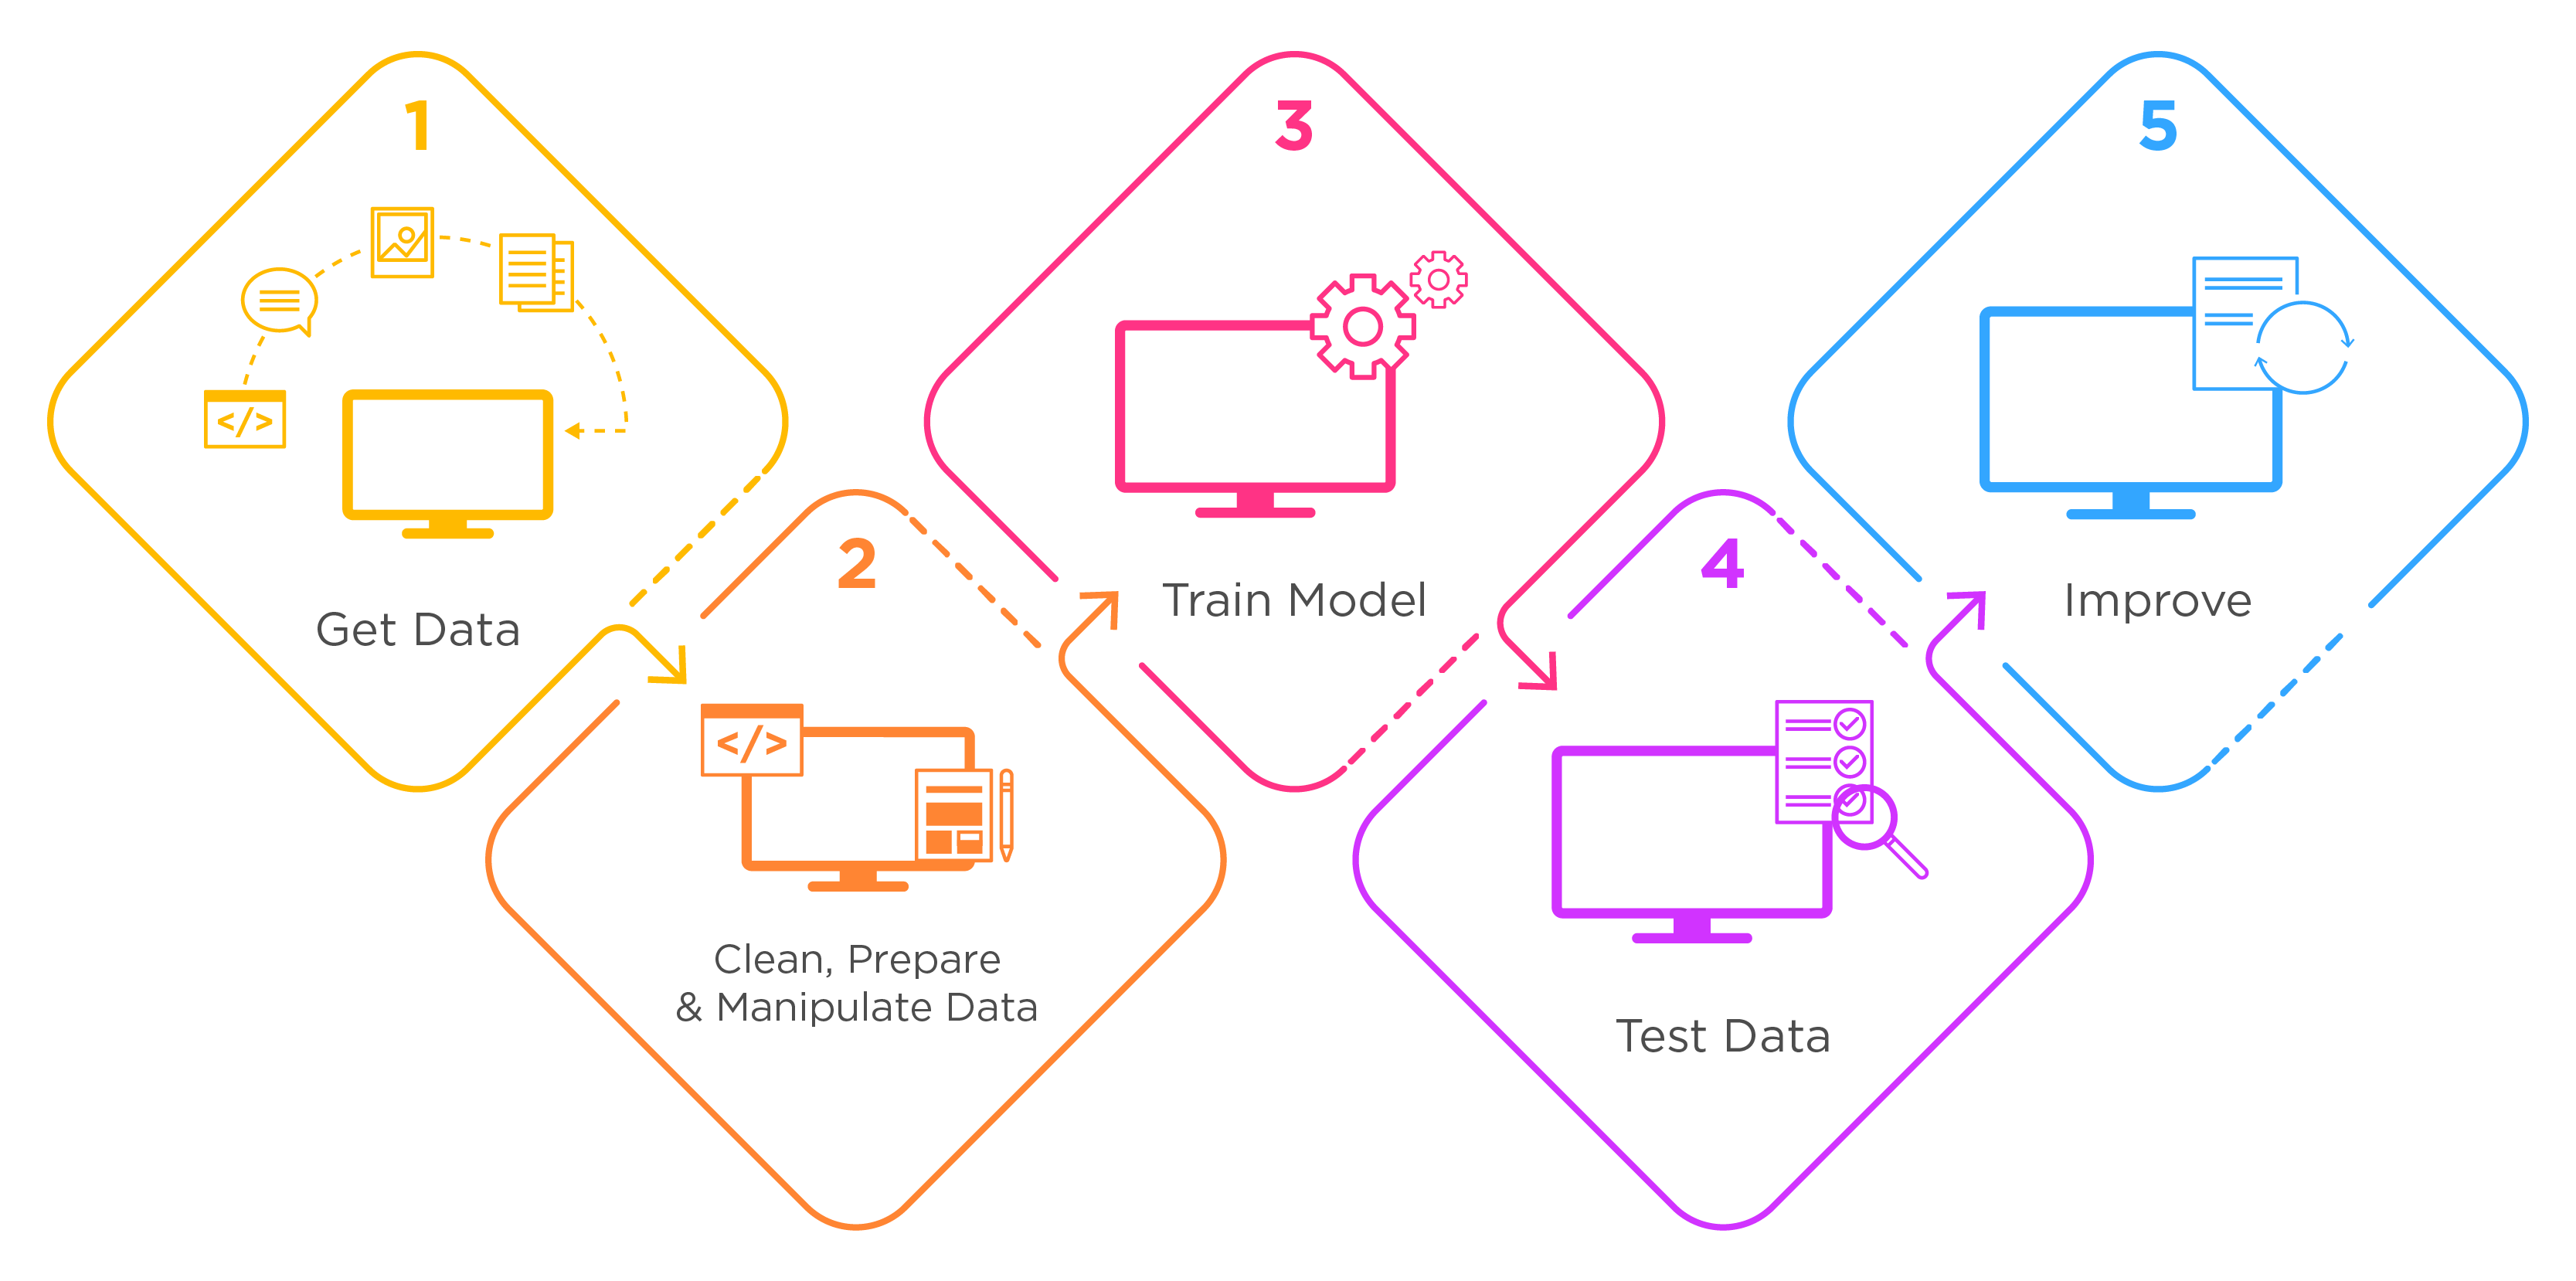 1
</>
Get Data
2
</>
Clean, Prepare
& Manipulate Data
3
Train Model
4
Test Data
5
Improve